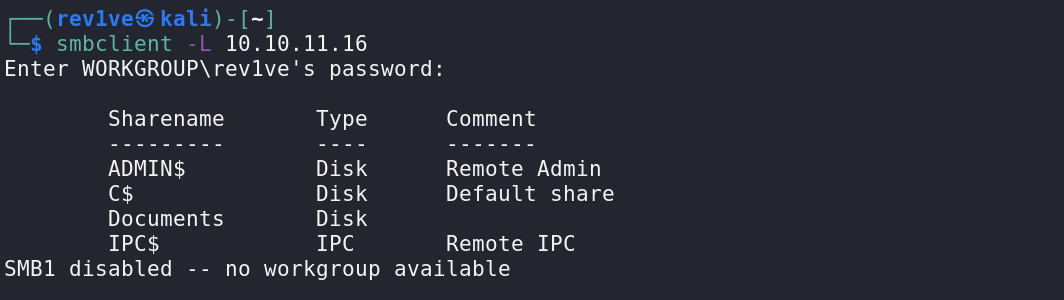 ┌──(rev1ve㉿kali)-[~]
└─$ smbclient -L 10.10.11.16
Enter WORKGROUP\rev1ve's password:

        Sharename       Type      Comment
        ---------       ----      -------
        ADMIN$          Disk      Remote Admin
        C$              Disk      Default share
        Documents       Disk
        IPC$            IPC       Remote IPC
SMB1 disabled -- no workgroup available